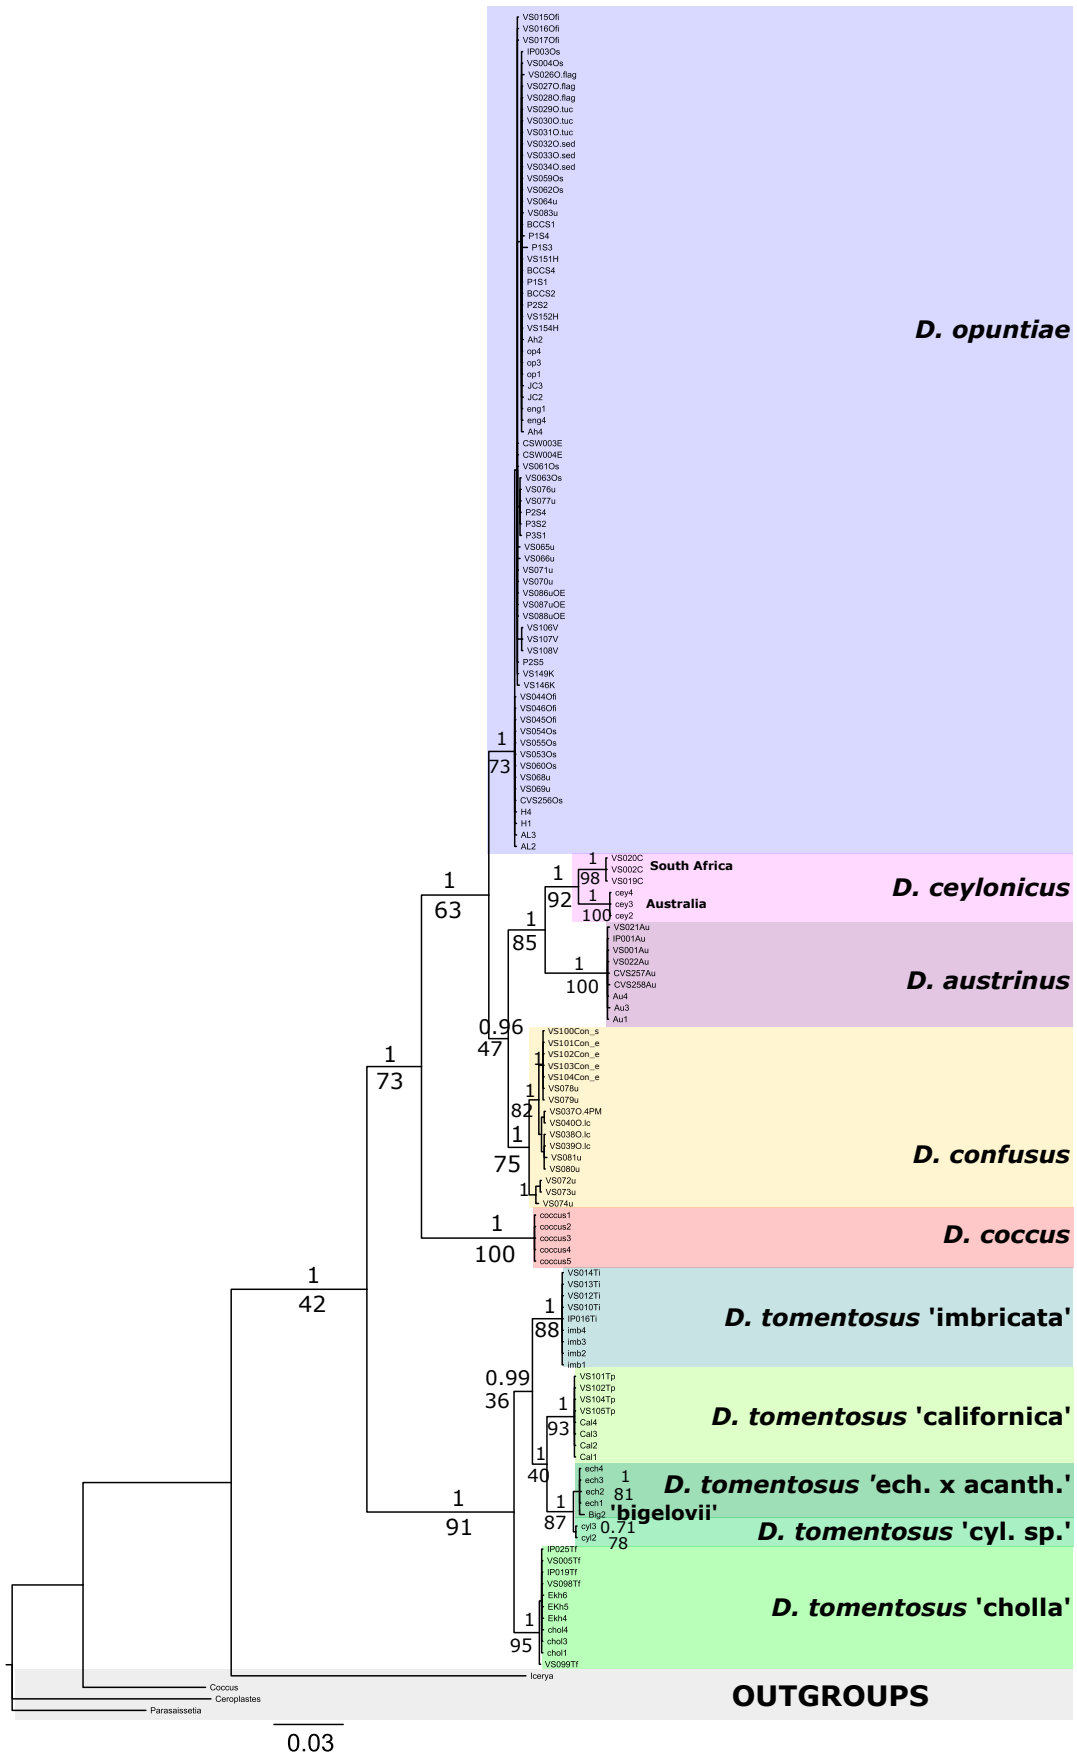 VS015Ofi
VS016Ofi
VS017Ofi
IP003Os
VS004Os
VS026O.flag
VS027O.flag
VS028O.flag
VS029O.tuc
VS030O.tuc
VS031O.tuc
VS032O.sed
VS033O.sed
VS034O.sed
VS059Os
VS062Os
VS064u
VS083u
BCCS1
P1S4
P1S3
VS151H
BCCS4
P1S1
BCCS2
P2S2
VS152H
VS154H
D. opuntiae
Ah2
op4
op3
op1
JC3
JC2
eng1
eng4
Ah4
CSW003E
CSW004E
VS061Os
VS063Os
VS076u
VS077u
P2S4
P3S2
P3S1
VS065u
VS066u
VS071u
VS070u
VS086uOE
VS087uOE
VS088uOE
VS106V
VS107V
VS108V
P2S5
VS149K
VS146K
VS044Ofi
VS046Ofi
VS045Ofi
VS054Os
1
VS055Os
VS053Os
73
VS060Os
VS068u
VS069u
CVS256Os
H4
H1
AL3
AL2
1
VS020C
VS002C
South Africa
98
VS019C
1
1
D. ceylonicus
92
1
cey4
cey3
Australia
100
cey2
1
63
1
85
VS021Au
IP001Au
VS001Au
VS022Au
1
CVS257Au
100
CVS258Au
D. austrinus
Au4
Au3
Au1
0.96
47
VS100Con_s
VS101Con_e
1
VS102Con_e
VS103Con_e
VS104Con_e
1
73
VS078u
1
VS079u
82
VS037O.4PM
VS040O.lc
1
VS038O.lc
VS039O.lc
D. confusus
VS081u
75
VS080u
VS072u
1
VS073u
VS074u
1
100
coccus1
coccus2
coccus3
D. coccus
coccus4
coccus5
1
42
VS014Ti
VS013Ti
VS012Ti
1
VS010Ti
IP016Ti
D. tomentosus 'imbricata'
88
imb4
imb3
imb2
imb1
0.99
36
VS101Tp
VS102Tp
VS104Tp
1
VS105Tp
D. tomentosus 'californica'
93
Cal4
Cal3
Cal2
Cal1
1
40
ech4
ech3
1
D. tomentosus 'ech. x acanth.'
ech2
81
1
ech1
Big2
'bigelovii'
87
cyl3
0.71
D. tomentosus 'cyl. sp.'
cyl2
78
1
91
IP025Tf
VS005Tf
IP019Tf
VS098Tf
Ekh6
EKh5
D. tomentosus 'cholla'
1
Ekh4
chol4
95
chol3
chol1
VS099Tf
Icerya
Coccus
Ceroplastes
OUTGROUPS
Parasaissetia
0.03